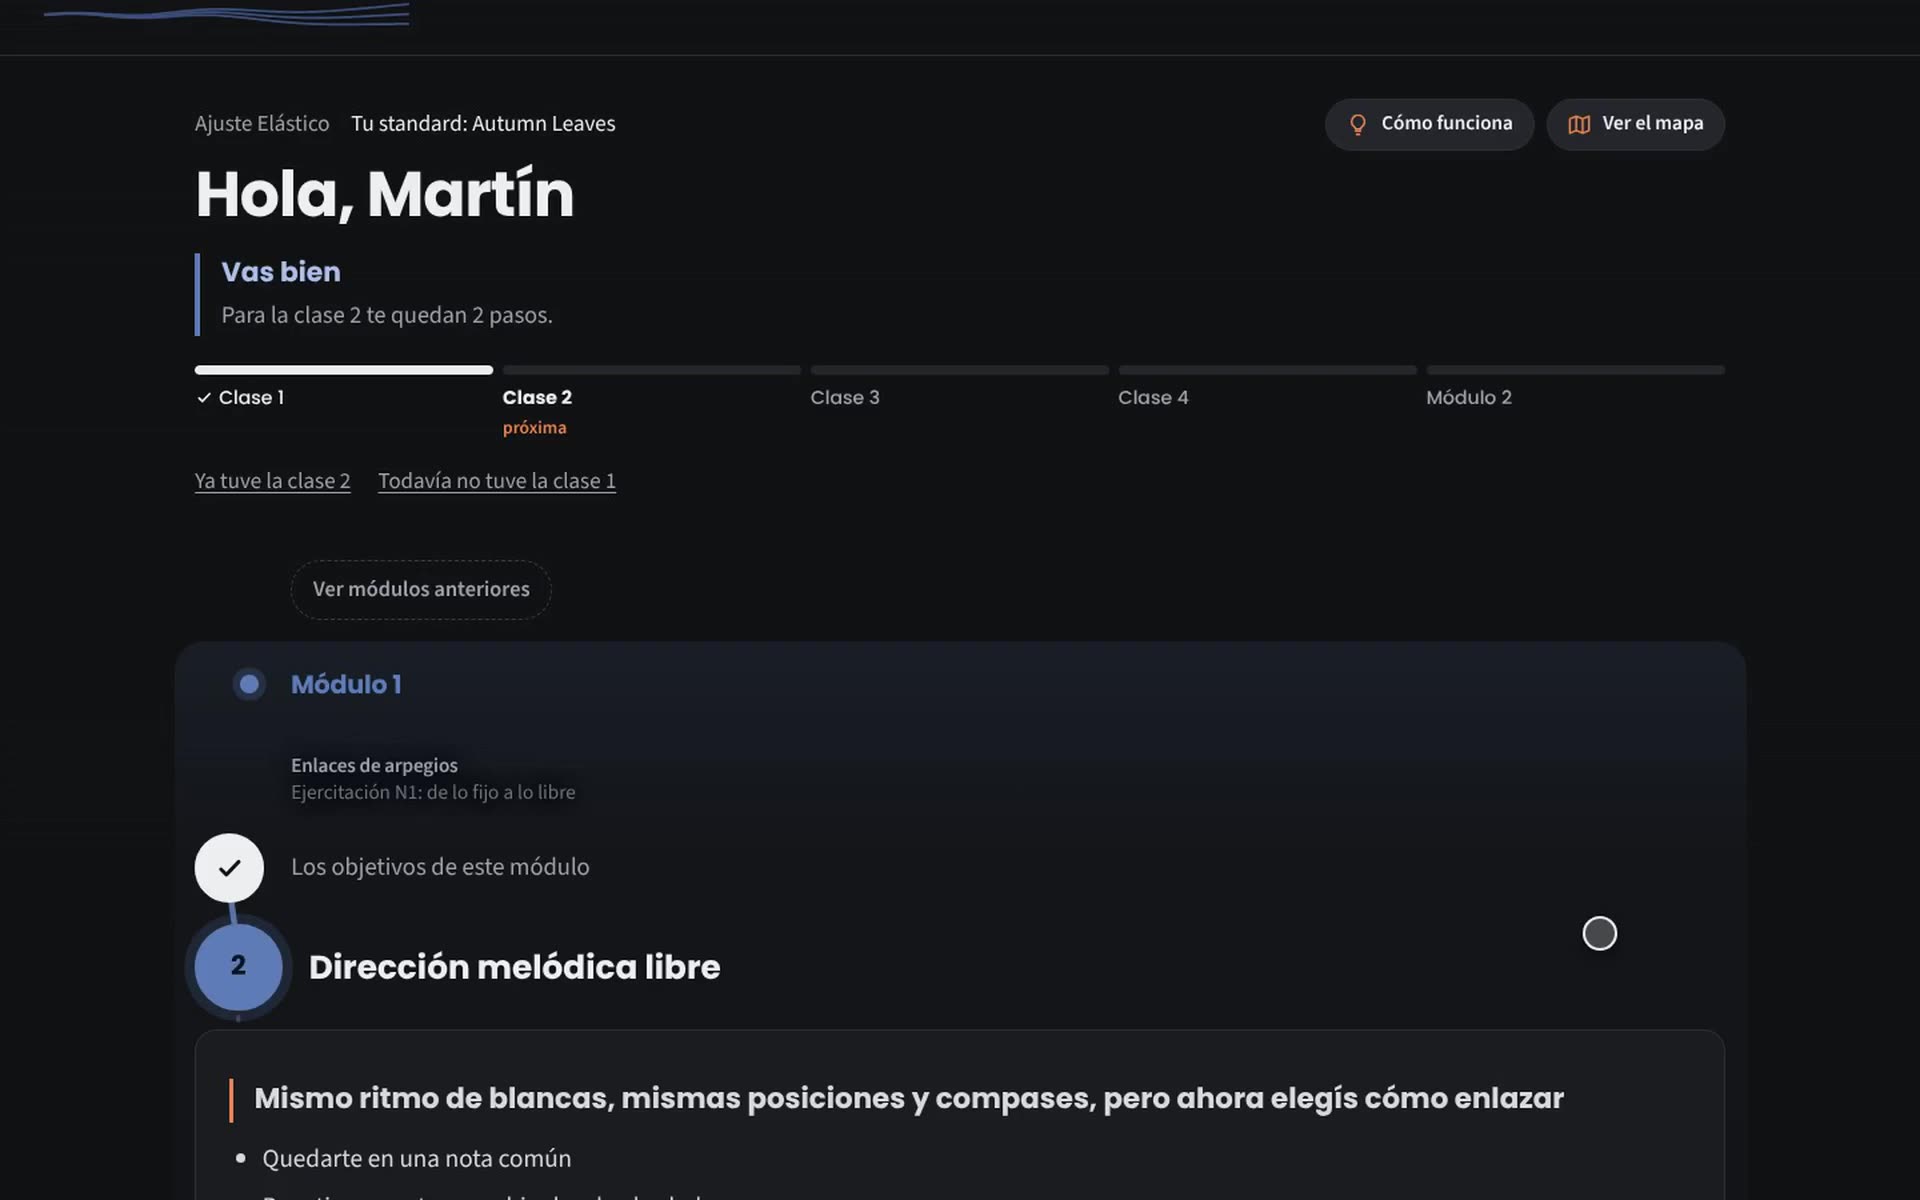 Ajuste Elástico Tu standard: Autumn Leaves
Cómo funciona
Ver el mapa
Hola, Martín
Vas bien
Para la clase 2 te quedan 2 pasos.
Clase 1
Clase 2
próxima
Clase 3
Clase 4
Módulo 2
Ya tuve la clase 2
Todavía no tuve la clase 1
Ver módulos anteriores
Módulo 1
Enlaces de arpegios
Ejercitación N1: de lo fijo a lo libre
Los objetivos de este módulo
2
Dirección melódica libre
Mismo ritmo de blancas, mismas posiciones y compases, pero ahora elegís cómo enlazar
Quedarte en una nota común